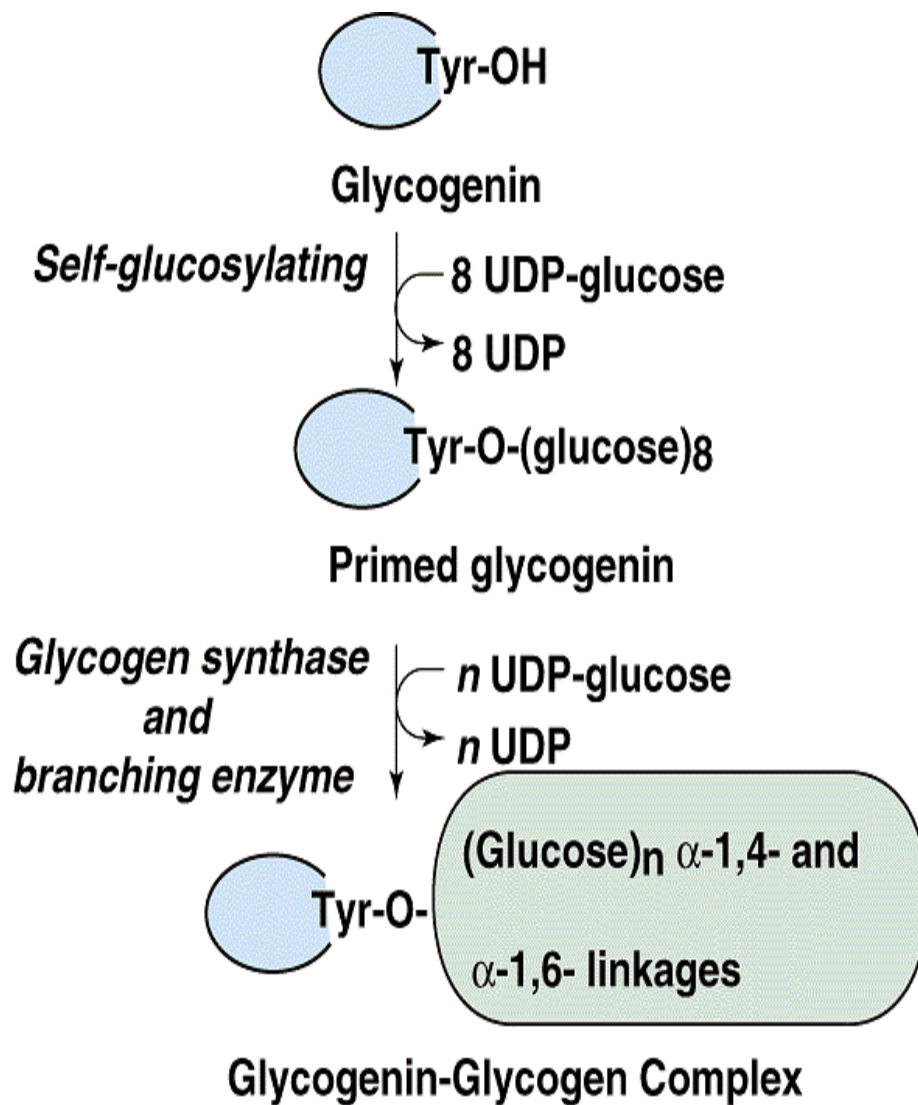 Tyr-OH
Glycogenin
Self-glucosylating
8 UDP-glucose
8 UDP
Tyr-O-(glucose)8
Primed glycogenin
Glycogen synthase
and
branching enzyme
n UDP-glucose
n UDP
Tyr-O-
(Glucose)n α-1,4- and
α-1,6- linkages
Glycogenin-Glycogen Complex